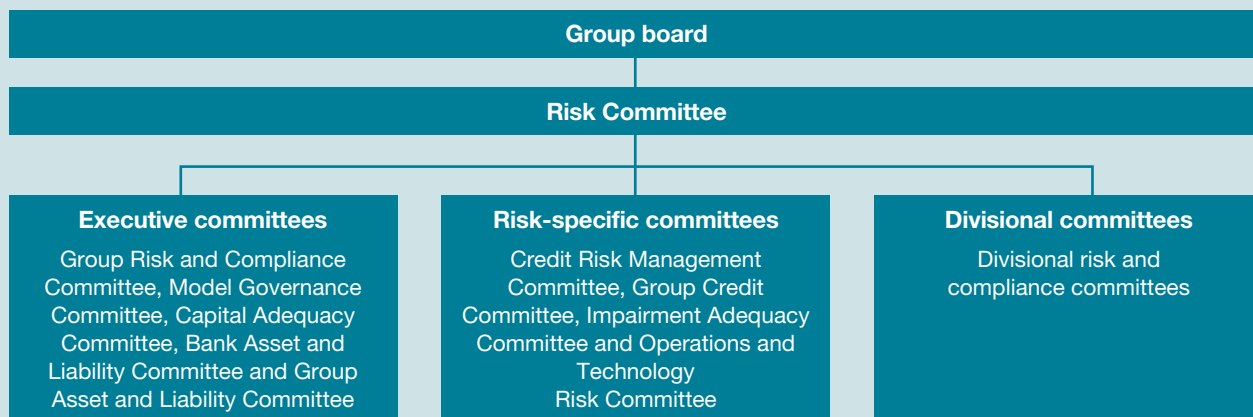 Group board
Risk Committee
Executive committees
Group Risk and Compliance
Committee, Model Governance
Committee, Capital Adequacy
Committee, Bank Asset and
Liability Committee and Group
Asset and Liability Committee
Risk-specific committees
Credit Risk Management
Committee, Group Credit
Committee, Impairment Adequacy
Committee and Operations and
Technology
Risk Committee
Divisional committees
Divisional risk and
compliance committees